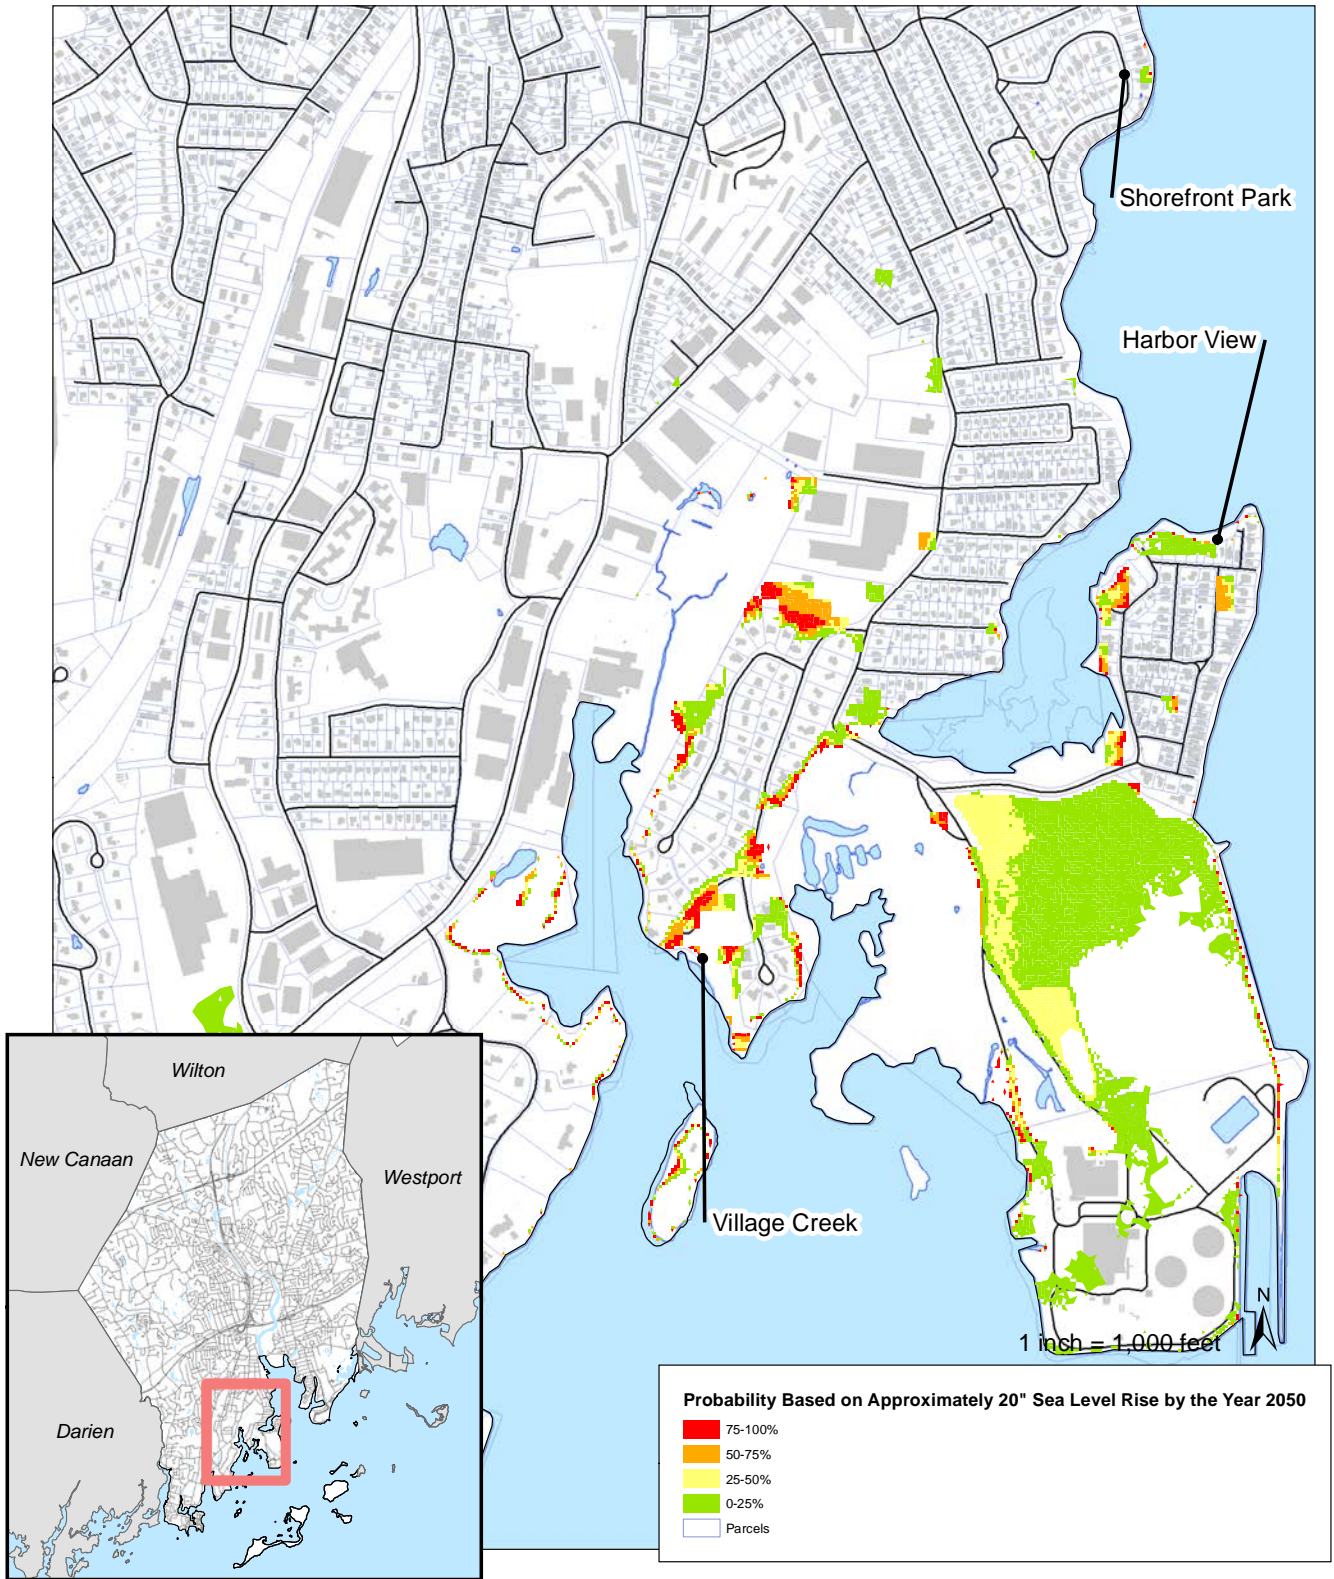 Shorefront Park
Harbor View
Village Creek
Wilton
New Canaan
Westport
Darien
N
1 inch = 1,000 feet
Probability Based on Approximately 20" Sea Level Rise by the Year 2050
75-100%
50-75%
25-50%
0-25%
Parcels